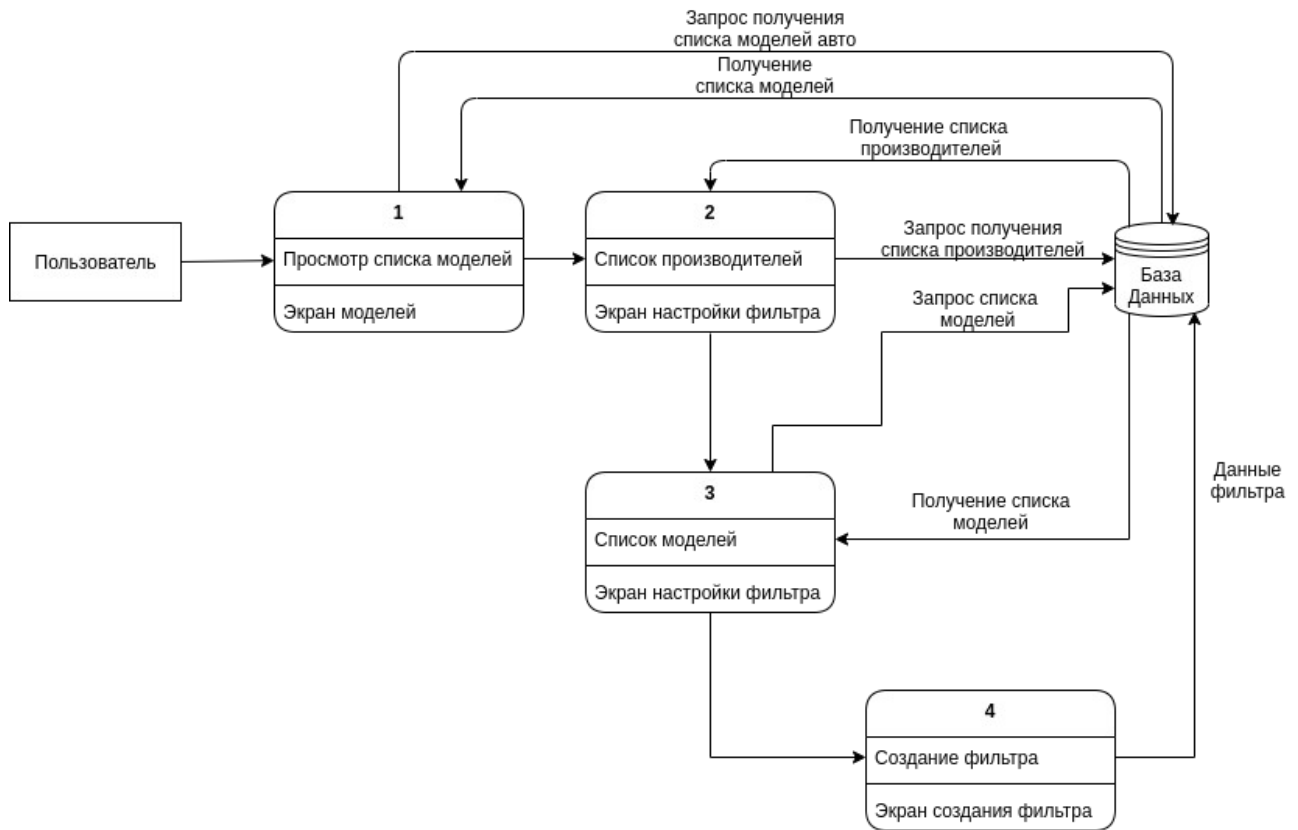 Запрос получения
списка моделей авто
Получение
списка моделей
Получение списка
производителей
1
Просмотр списка моделей
Экран моделей
2
Список производителей
Экран настройки фильтра
Пользователь
Запрос получения
списка производителей
База
Данных
Запрос списка
моделей
3
Список моделей
Экран настройки фильтра
Получение списка
моделей
Данные
фильтра
4
Создание фильтра
Экран создания фильтра